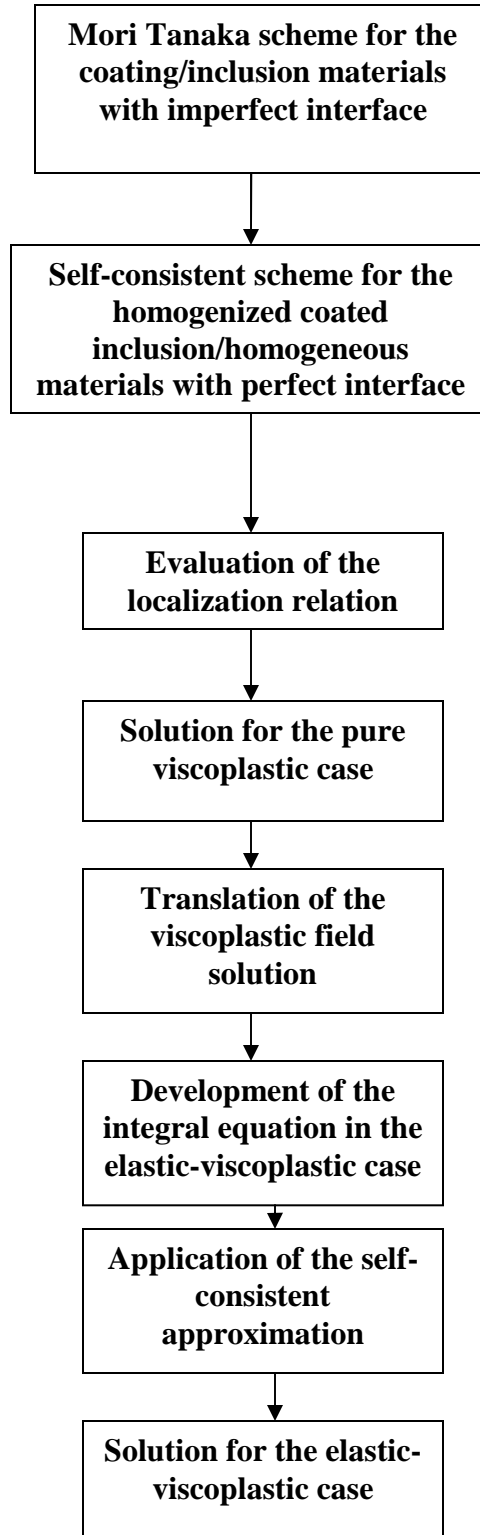 Mori Tanaka scheme for the
coating/inclusion materials
with imperfect interface
Self-consistent scheme for the
homogenized coated
inclusion/homogeneous
materials with perfect interface
Evaluation of the
localization relation
Solution for the pure
viscoplastic case
Translation of the
viscoplastic field
solution
Development of the
integral equation in the
elastic-viscoplastic case
Application of the self-
consistent
approximation
Solution for the elastic-
viscoplastic case